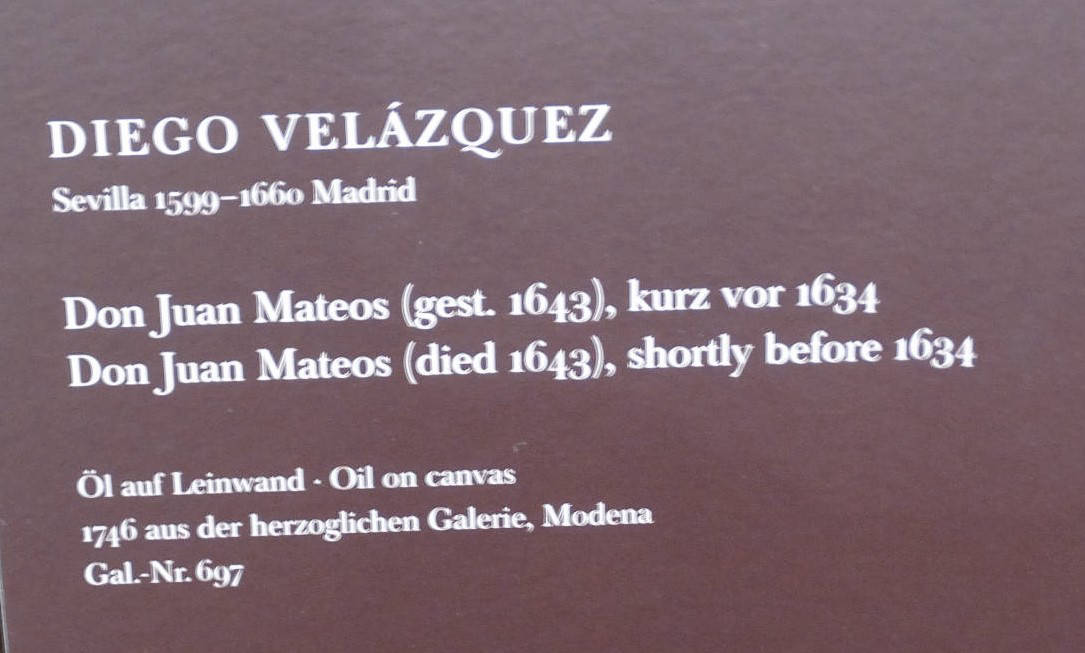 DIEGO VELÁZQUEZ
Sevilla 1599–1660 Madrid
Don Juan Mateos (gest. 1643), kurz vor 1634
Don Juan Mateos (died 1643), shortly before 1634
Öl auf Leinwand · Oil on canvas
1746 aus der herzoglichen Galerie, Modena
Gal.-Nr. 697